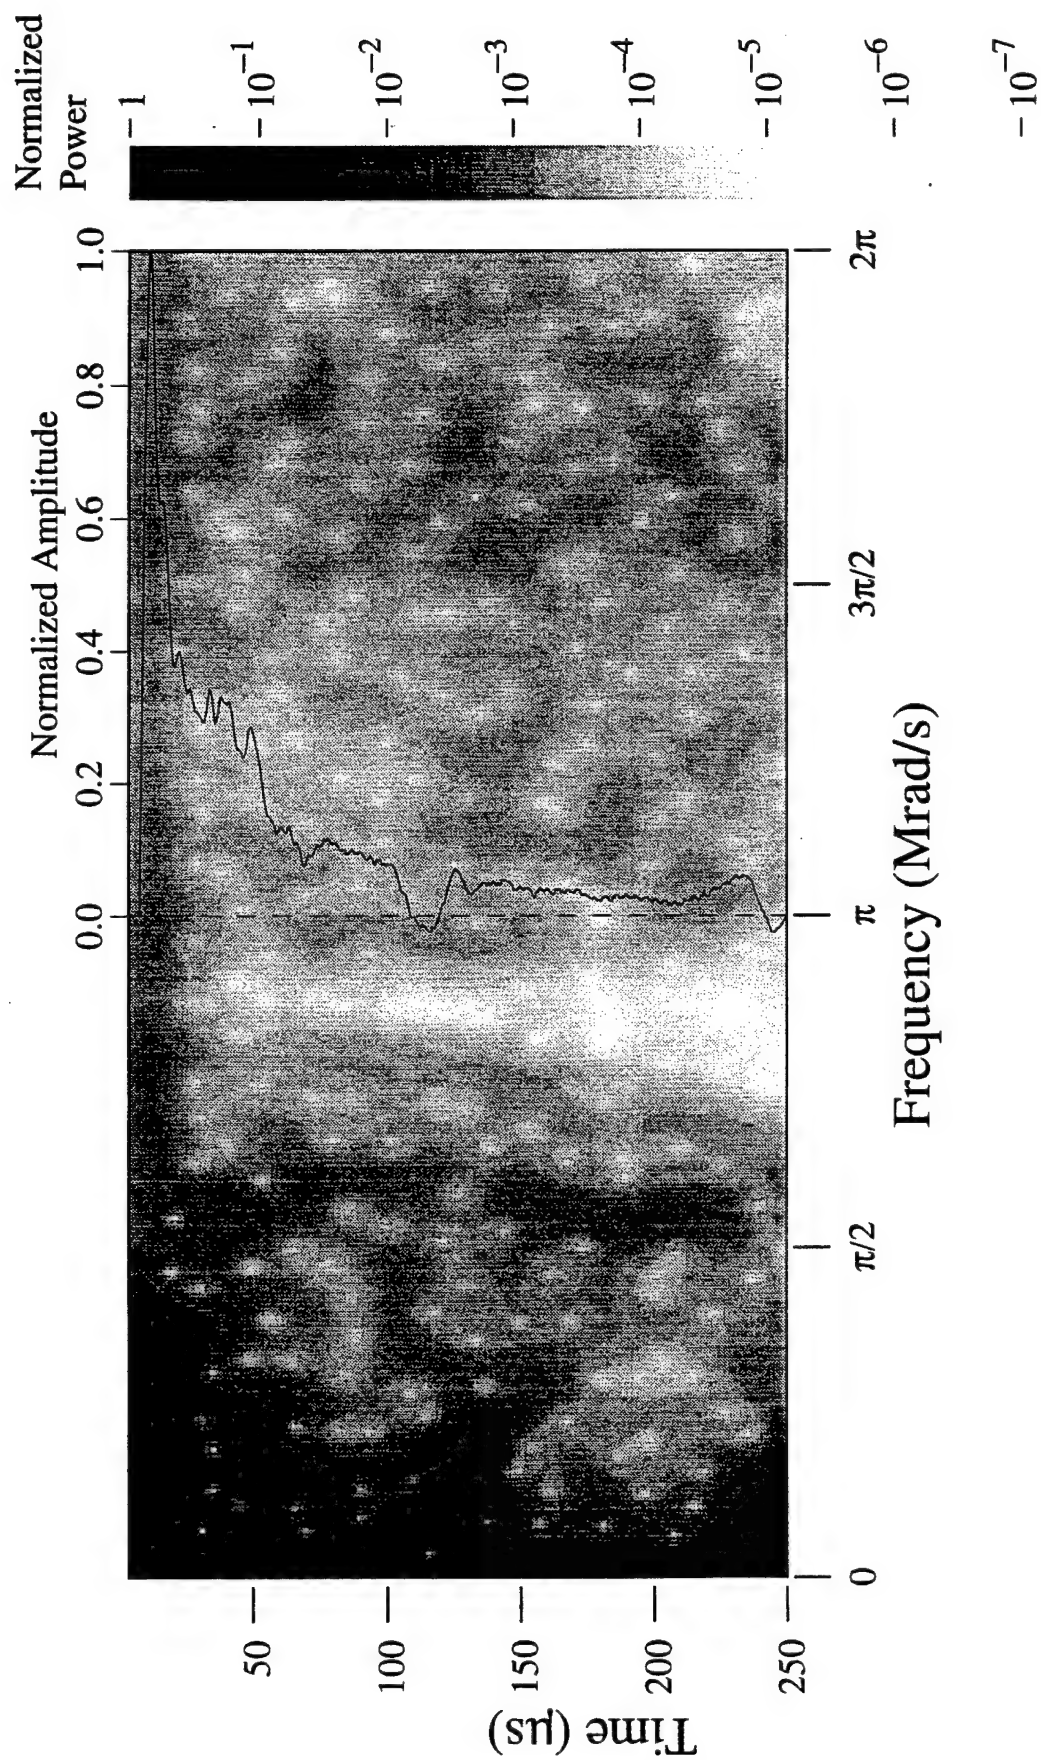 Normalized
Power
1
10⁻¹
10⁻²
10⁻³
10⁻⁴
10⁻⁵
10⁻⁶
10⁻⁷
Normalized Amplitude
0.0
0.2
0.4
0.6
0.8
1.0
Time (μs)
50
100
150
200
250
0
π/2
π
3π/2
2π
Frequency (Mrad/s)